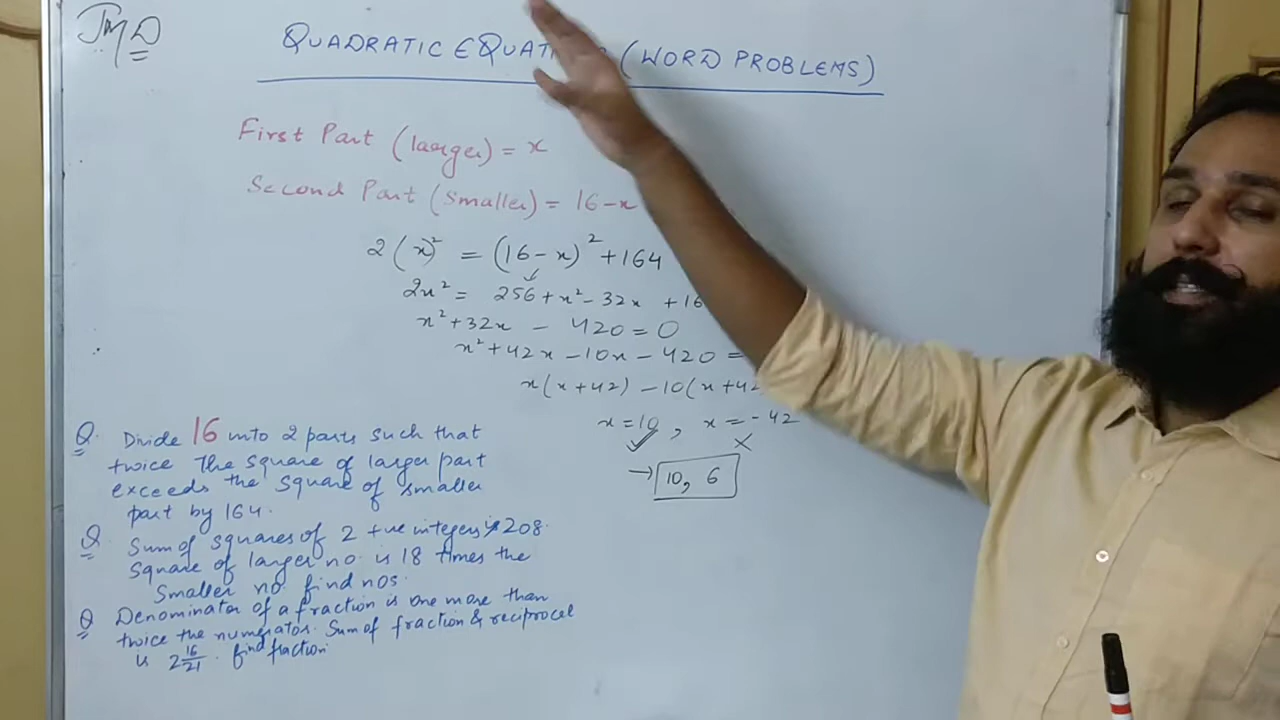 JMD
QUADRATIC EQUAT (WORD PROBLEMS)
First Part (larger) = x
Second Part (smaller) = 16-x
2(x)² = (16-x)² +164
2x² = 256+x²-32x +16
x²+32x - 420=0
x²+42x-10x-420=
x(x+42) -10(x+42
x=10, x=-42
→ 10, 6
Q. Divide 16 into 2 parts such that
twice The square of larger part
exceeds the square of smaller
part by 164.
Q Sum of squares of 2 +ve integers is 208.
Square of larger no. is 18 times the
Smaller no. find nos.
Q Denominator of a fraction is one more than
twice the numerator. Sum of fraction & reciprocel
is 2 16/21. find fraction